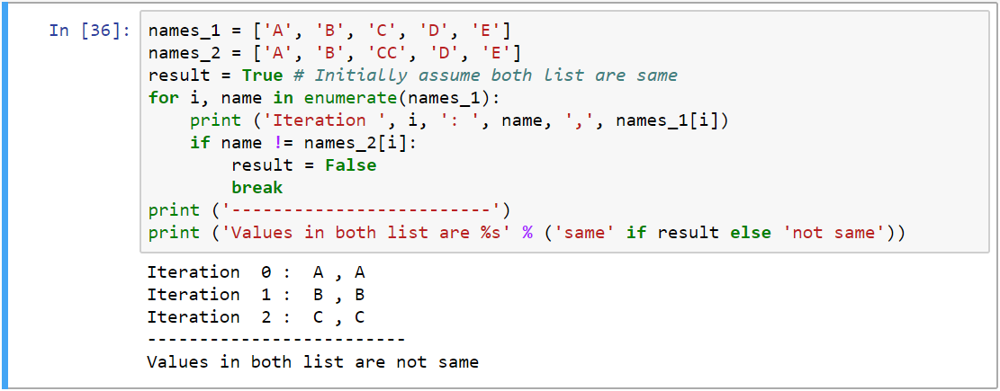 In [36]: names_1 = ['A', 'B', 'C', 'D', 'E']
names_2 = ['A', 'B', 'CC', 'D', 'E']
result = True # Initially assume both list are same
for i, name in enumerate(names_1):
    print ('Iteration ', i, ': ', name, ',', names_1[i])
    if name != names_2[i]:
        result = False
        break
print ('-------------------------')
print ('Values in both list are %s' % ('same' if result else 'not same'))
Iteration  0 :  A , A
Iteration  1 :  B , B
Iteration  2 :  C , C
-------------------------
Values in both list are not same